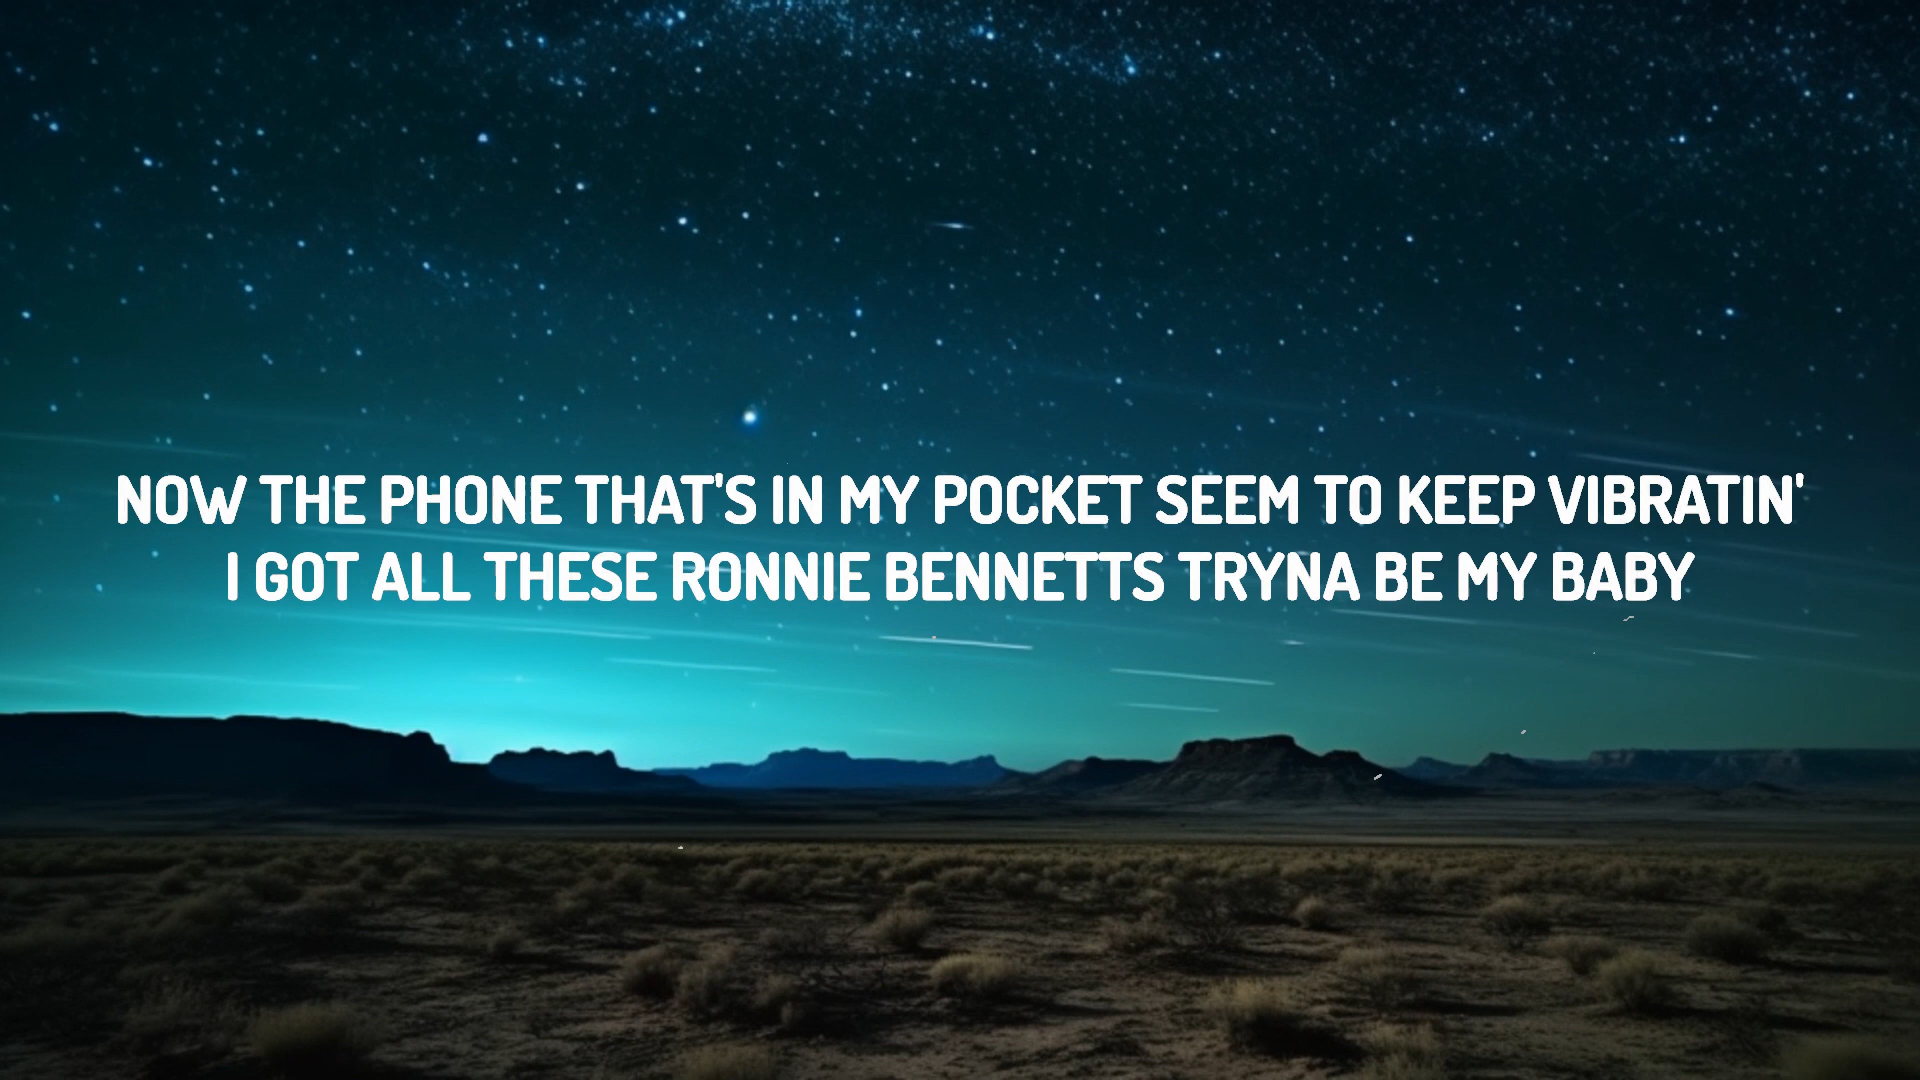 NOW THE PHONE THAT'S IN MY POCKET SEEM TO KEEP VIBRATIN'
I GOT ALL THESE RONNIE BENNETTS TRYNA BE MY BABY